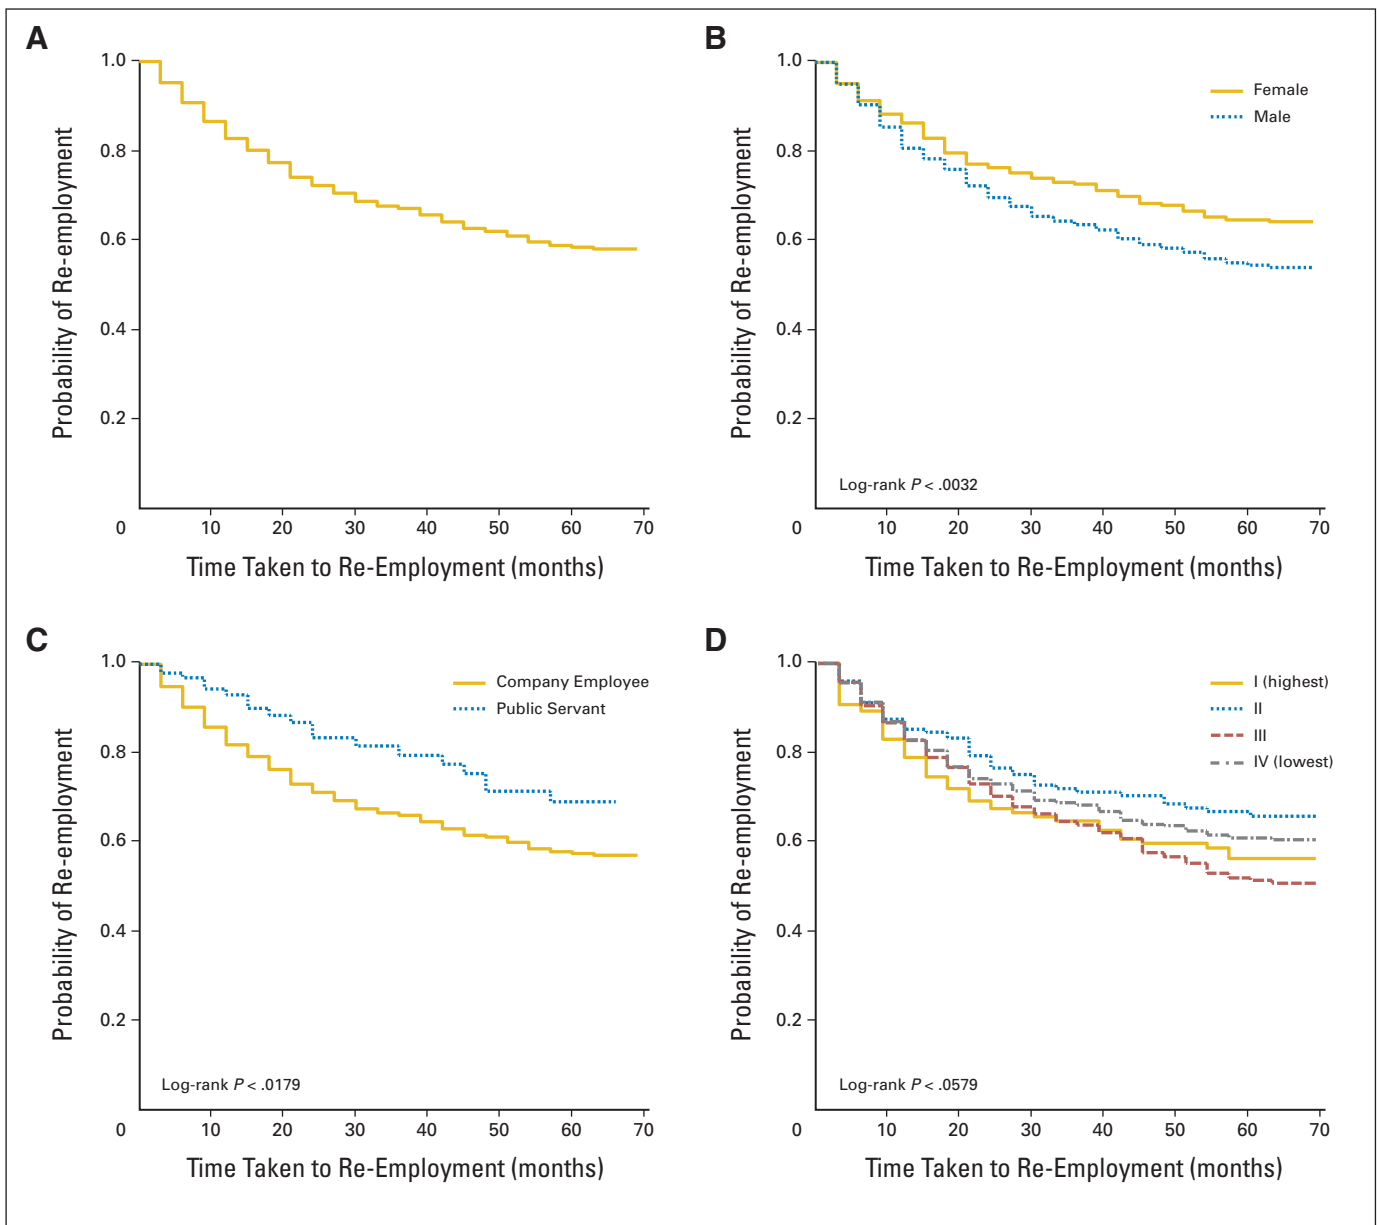 A
1.0
0.8
0.6
0.4
0.2
0 10 20 30 40 50 60 70
Probability of Re-employment
Time Taken to Re-Employment (months)
B
1.0
0.8
0.6
0.4
0.2
0 10 20 30 40 50 60 70
Probability of Re-employment
Time Taken to Re-Employment (months)
Female
Male
Log-rank P < .0032
C
1.0
0.8
0.6
0.4
0.2
0 10 20 30 40 50 60 70
Probability of Re-employment
Time Taken to Re-Employment (months)
Company Employee
Public Servant
Log-rank P < .0179
D
1.0
0.8
0.6
0.4
0.2
0 10 20 30 40 50 60 70
Probability of Re-employment
Time Taken to Re-Employment (months)
I (highest)
II
III
IV (lowest)
Log-rank P < .0579